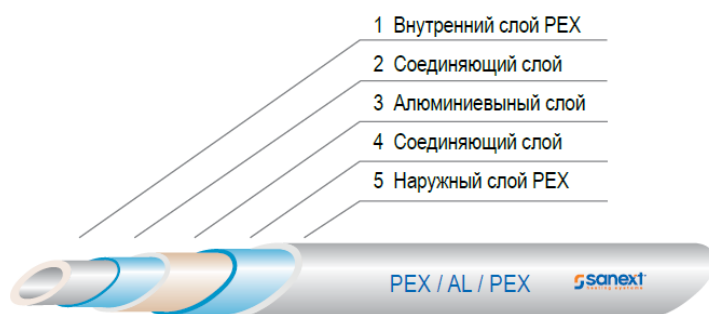 1 Внутренний слой PEX
2 Соединяющий слой
3 Алюминиевыный слой
4 Соединяющий слой
5 Наружный слой PEX
PEX / AL / PEX sanext
heating systems